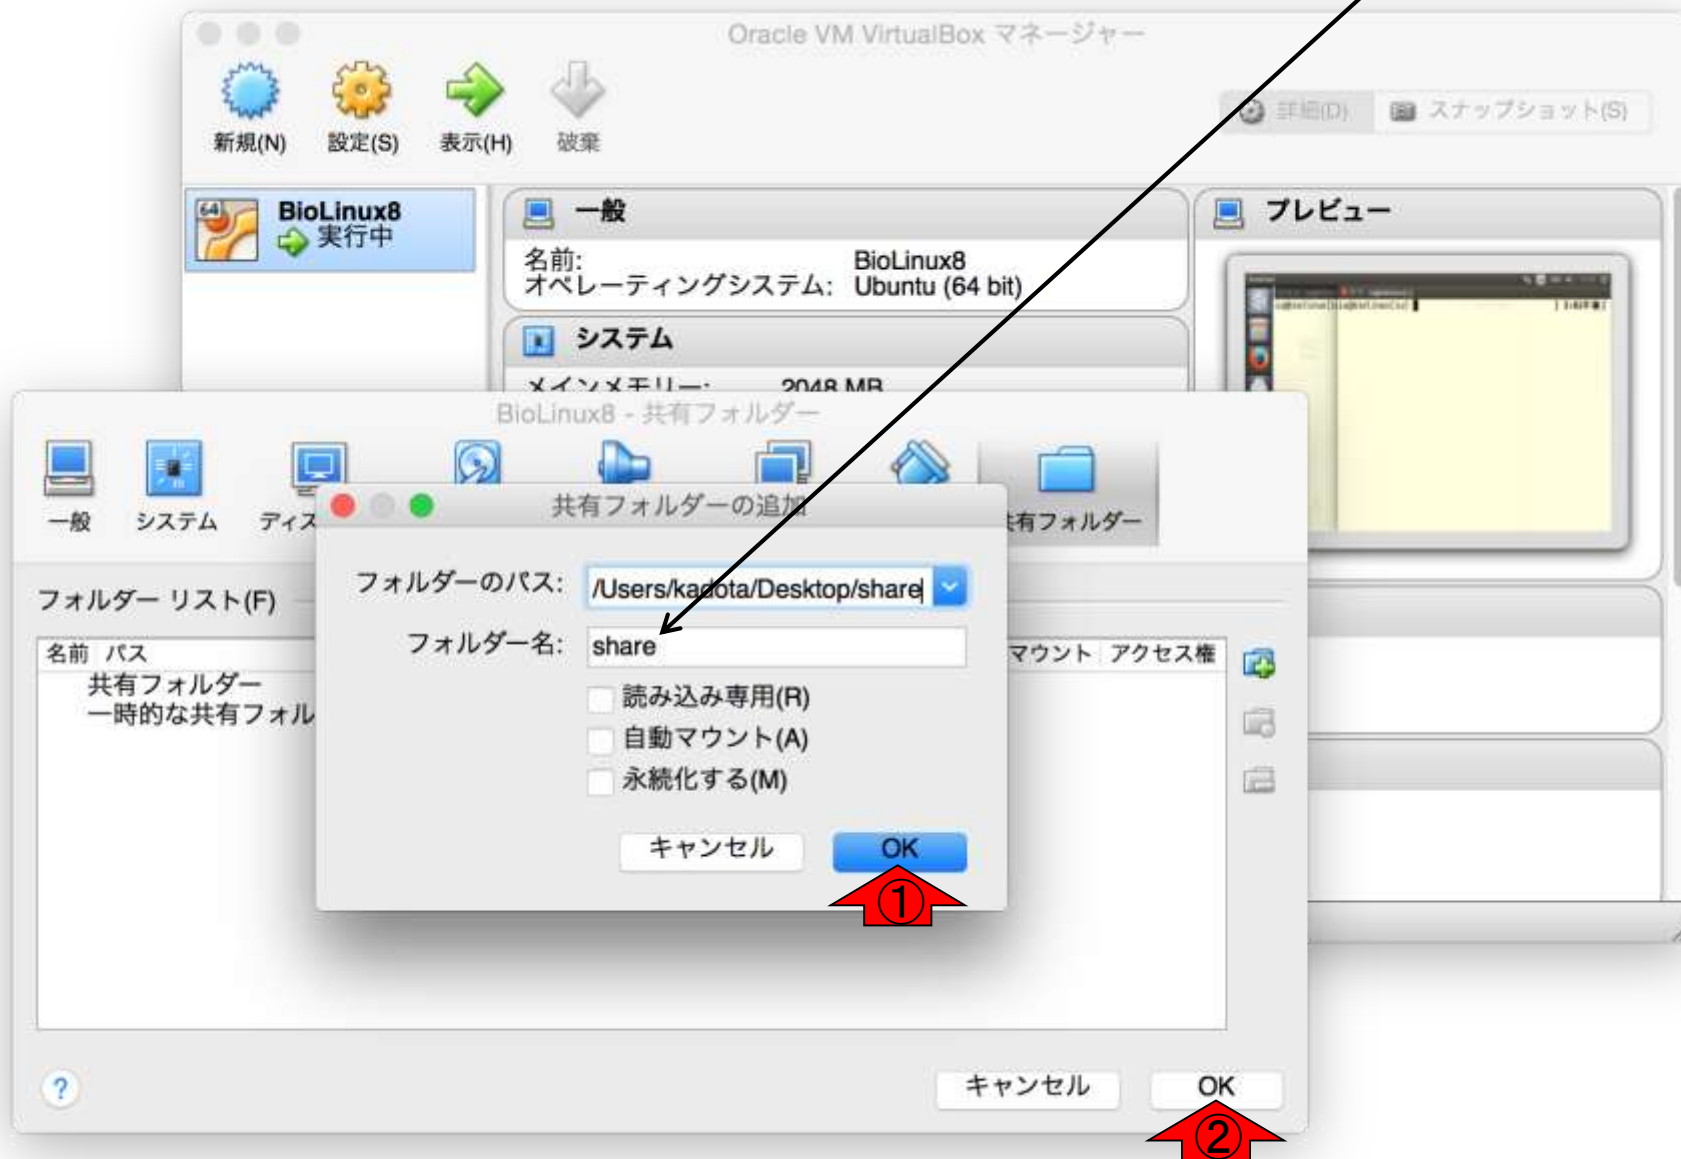 Oracle VM VirtualBox マネージャー
新規(N) 設定(S) 表示(H) 破棄
詳細(D) スナップショット(S)
64
BioLinux8
実行中
一般
名前: BioLinux8
オペレーティングシステム: Ubuntu (64 bit)
システム
メインメモリー: 2048 MB
プレビュー
BioLinux8 - 共有フォルダー
一般 システム ディス 共有フォルダー
共有フォルダーの追加
フォルダーのパス: /Users/kadota/Desktop/share
フォルダー名: share
読み込み専用(R)
自動マウント(A)
永続化する(M)
キャンセル OK
①
フォルダー リスト(F)
名前 パス マウント アクセス権
共有フォルダー
一時的な共有フォル
? キャンセル OK
②